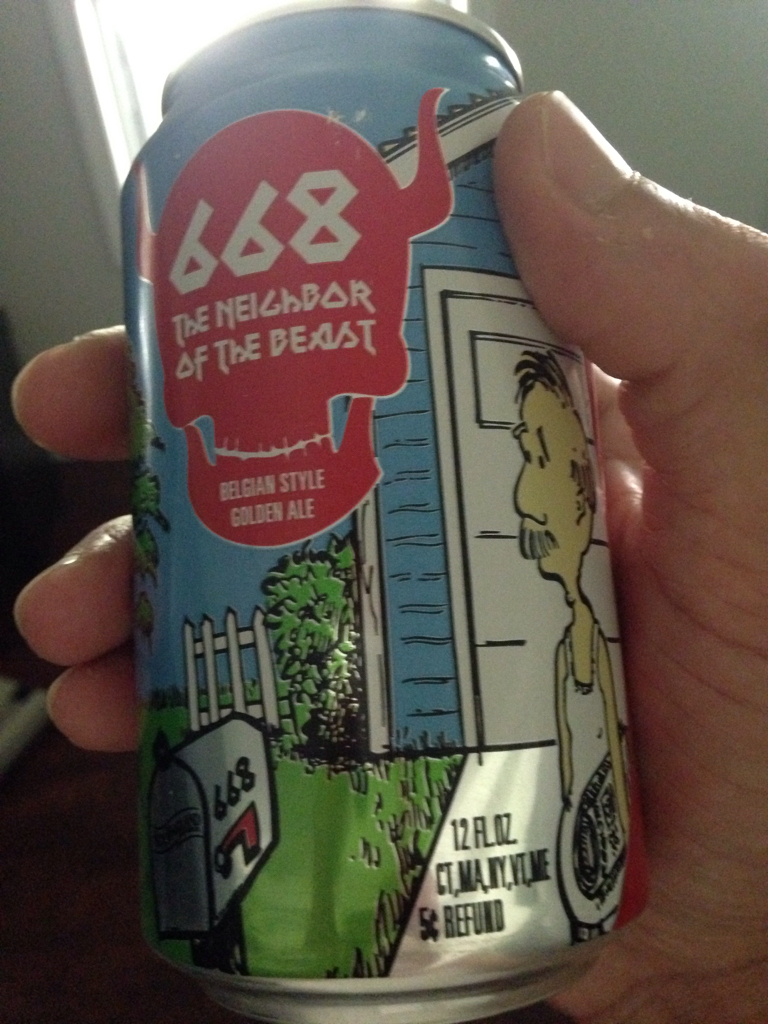 668
THE NEIGHBOR
OF THE BEAST
BELGIAN STYLE
GOLDEN ALE
668
12 FL.OZ.
CT,MA,NY,VT,ME
5¢ REFUND